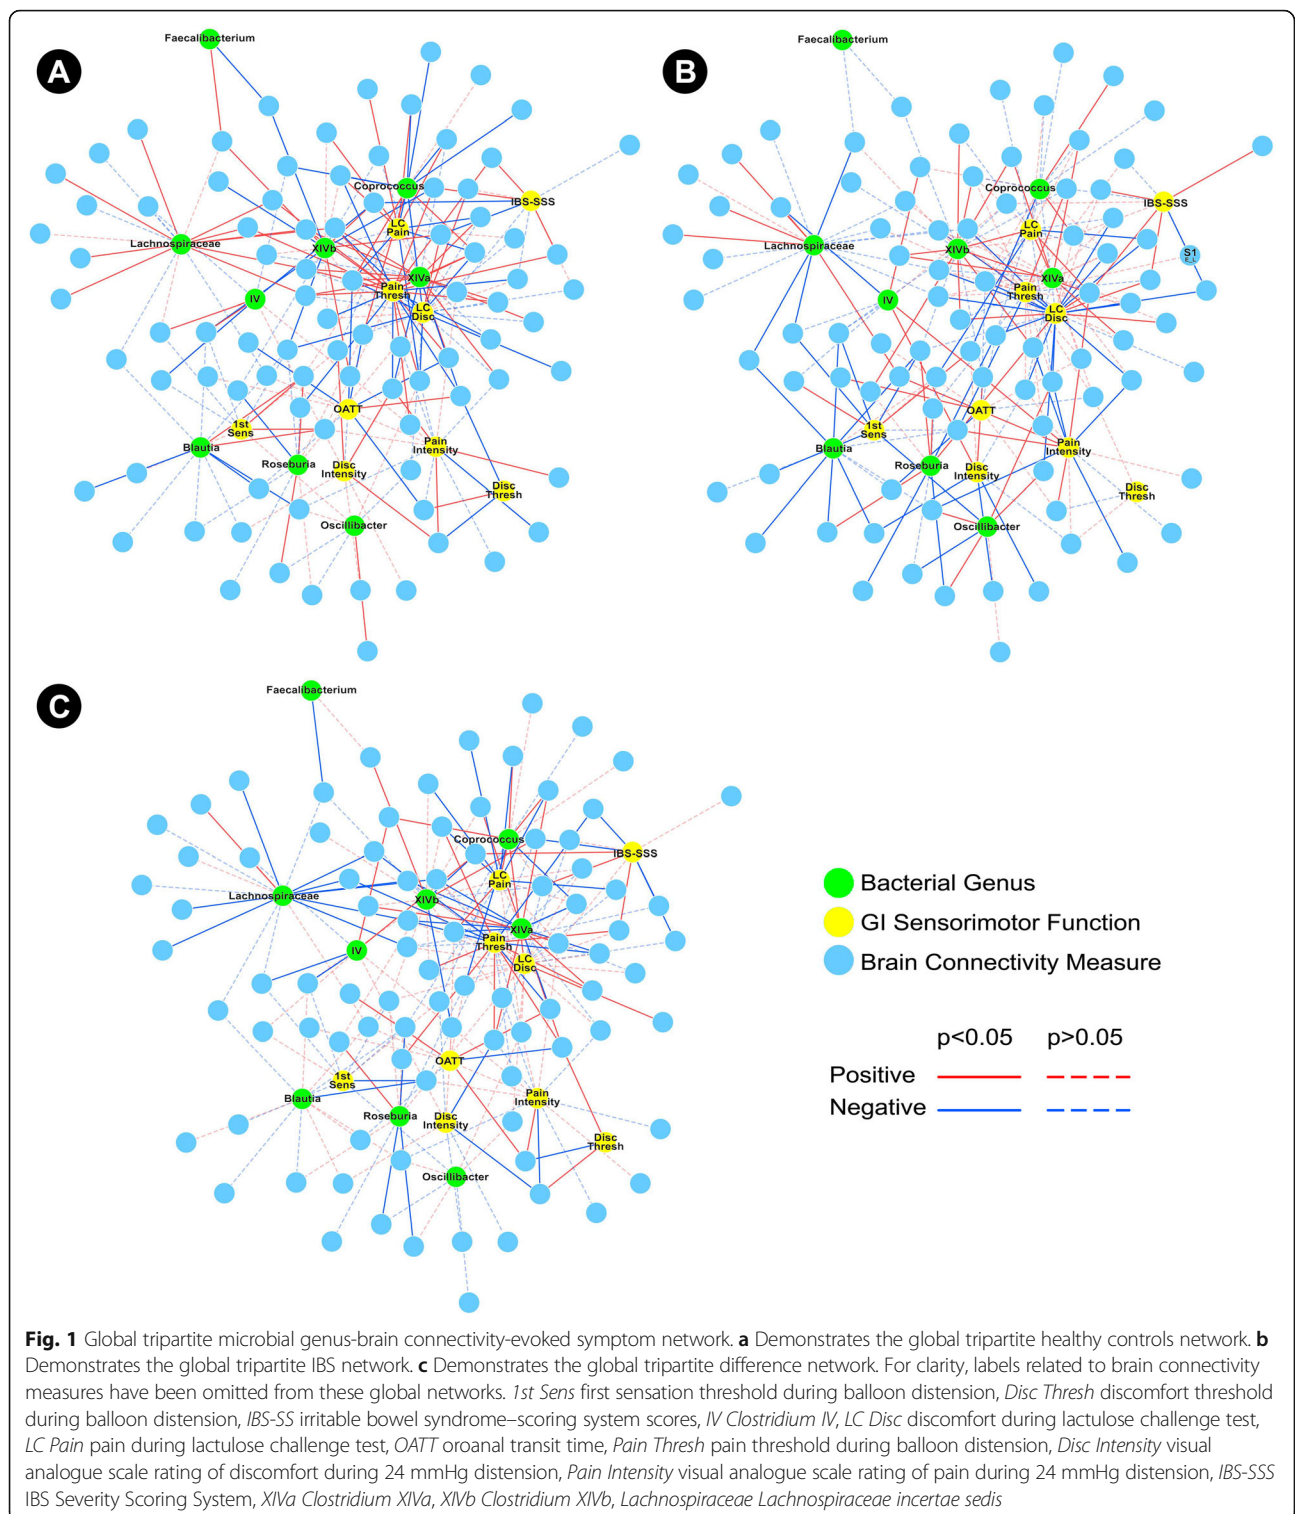 A
Faecalibacterium
Coprococcus
IBS-SSS
LC
Pain
Lachnospiraceae
XIVb
XIVa
Pain
Thresh
IV
LC
Disc
OATT
1st
Sens
Blautia
Pain
Intensity
Roseburia
Disc
Intensity
Disc
Thresh
Oscillibacter
B
Faecalibacterium
Coprococcus
IBS-SSS
LC
Pain
Lachnospiraceae
XIVb
S1
XIVa
Pain
Thresh
IV
LC
Disc
OATT
1st
Sens
Blautia
Pain
Intensity
Roseburia
Disc
Intensity
Disc
Thresh
Oscillibacter
C
Faecalibacterium
Coprococcus
IBS-SSS
LC
Pain
Lachnospiraceae
XIVb
XIVa
Pain
Thresh
IV
LC
Disc
OATT
1st
Sens
Blautia
Pain
Intensity
Roseburia
Disc
Intensity
Disc
Thresh
Oscillibacter
Bacterial Genus
GI Sensorimotor Function
Brain Connectivity Measure
p<0.05 p>0.05
Positive
Negative
Fig. 1 Global tripartite microbial genus-brain connectivity-evoked symptom network. a Demonstrates the global tripartite healthy controls network. b
Demonstrates the global tripartite IBS network. c Demonstrates the global tripartite difference network. For clarity, labels related to brain connectivity
measures have been omitted from these global networks. 1st Sens first sensation threshold during balloon distension, Disc Thresh discomfort threshold
during balloon distension, IBS-SS irritable bowel syndrome–scoring system scores, IV Clostridium IV, LC Disc discomfort during lactulose challenge test,
LC Pain pain during lactulose challenge test, OATT oroanal transit time, Pain Thresh pain threshold during balloon distension, Disc Intensity visual
analogue scale rating of discomfort during 24 mmHg distension, Pain Intensity visual analogue scale rating of pain during 24 mmHg distension, IBS-SSS
IBS Severity Scoring System, XIVa Clostridium XIVa, XIVb Clostridium XIVb, Lachnospiraceae Lachnospiraceae incertae sedis